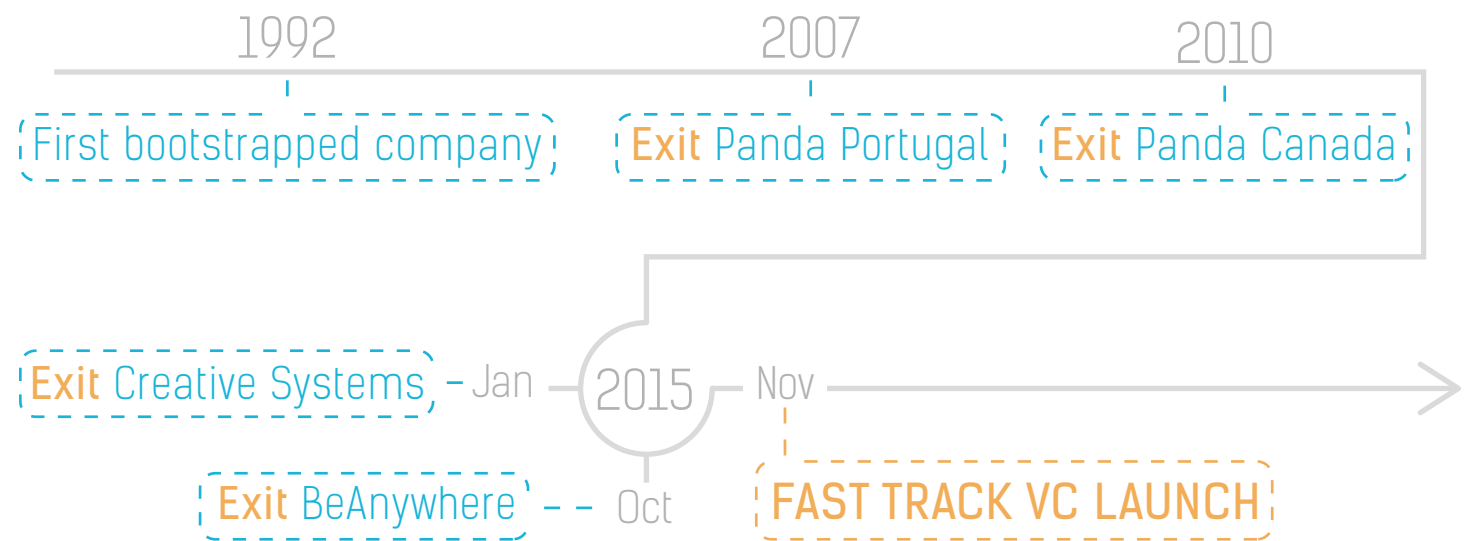 1992
2007
2010
First bootstrapped company
Exit Panda Portugal
Exit Panda Canada
Exit Creative Systems
Jan
2015
Nov
Exit BeAnywhere
Oct
FAST TRACK VC LAUNCH